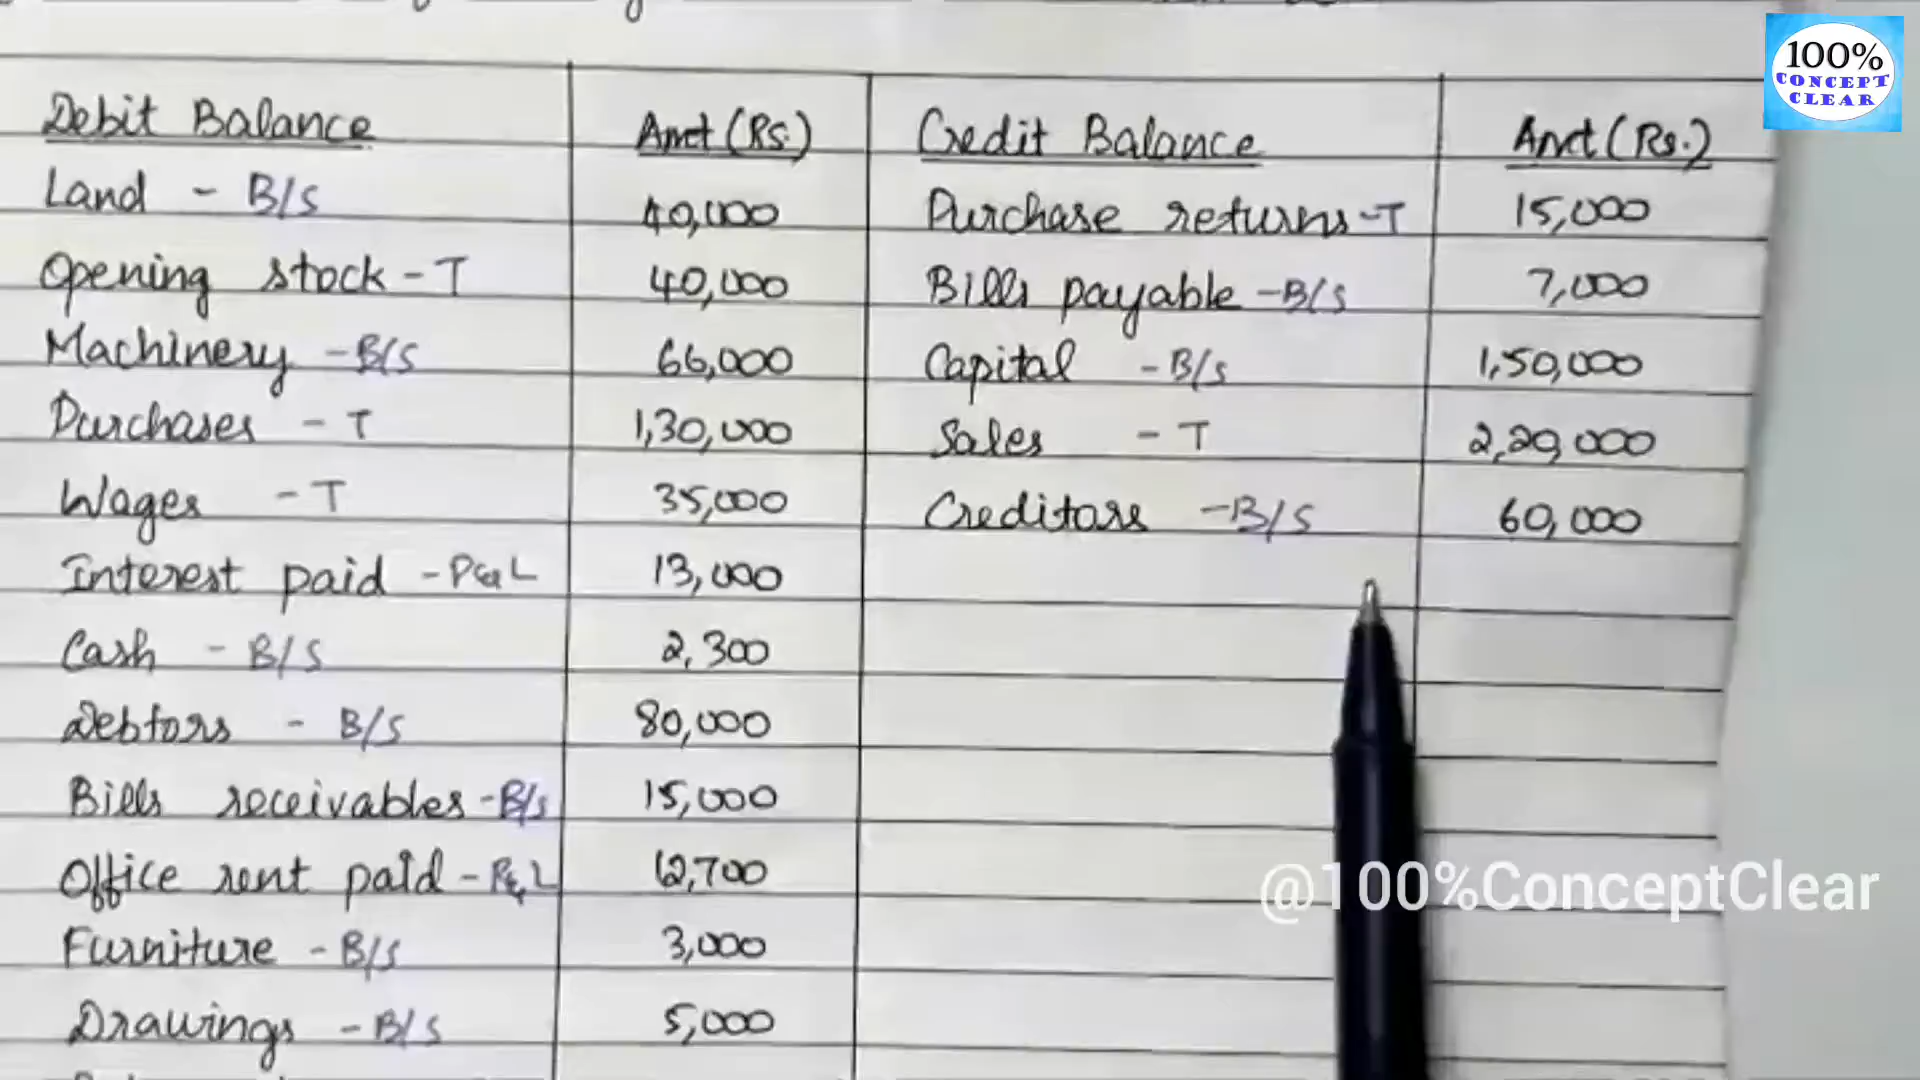 100%
CONCEPT
CLEAR
Debit Balance Amt (Rs.) Credit Balance Amt (Rs.)
Land - B/S 40,000 Purchase returns - T 15,000
Opening stock - T 40,000 Bills payable - B/S 7,000
Machinery - B/S 66,000 Capital - B/S 1,50,000
Purchases - T 1,30,000 Sales - T 2,29,000
Wages - T 35,000 Creditors - B/S 60,000
Interest paid - P&L 13,000
Cash - B/S 2,300
Debtors - B/S 80,000
Bills receivables - B/S 15,000
Office rent paid - P&L
@100%ConceptClear
Furniture - B/S 3,000
Drawings - B/S 5,000